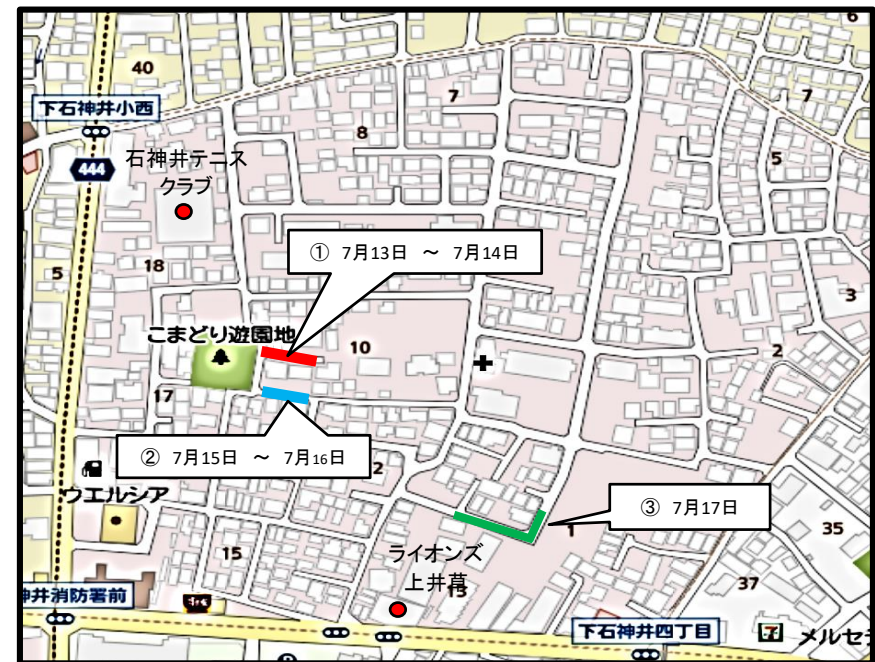 6
40
7
7
下石神井小西
8
石神井テニス
クラブ
5
444
① 7月13日 ～ 7月14日
18
5
3
こまどり遊園地
10
2
17
② 7月15日 ～ 7月16日
2
ウエルシア
③ 7月17日
1
35
15
ライオンズ
上井草
13
37
井消防署前
下石神井四丁目
7
メルセデ